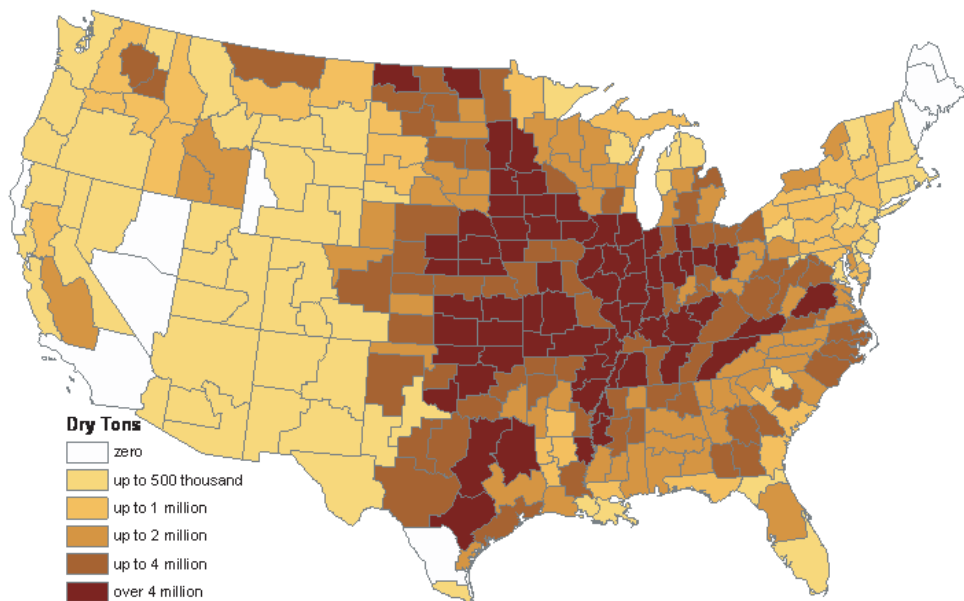 Dry Tons
zero
up to 500 thousand
up to 1 million
up to 2 million
up to 4 million
over 4 million